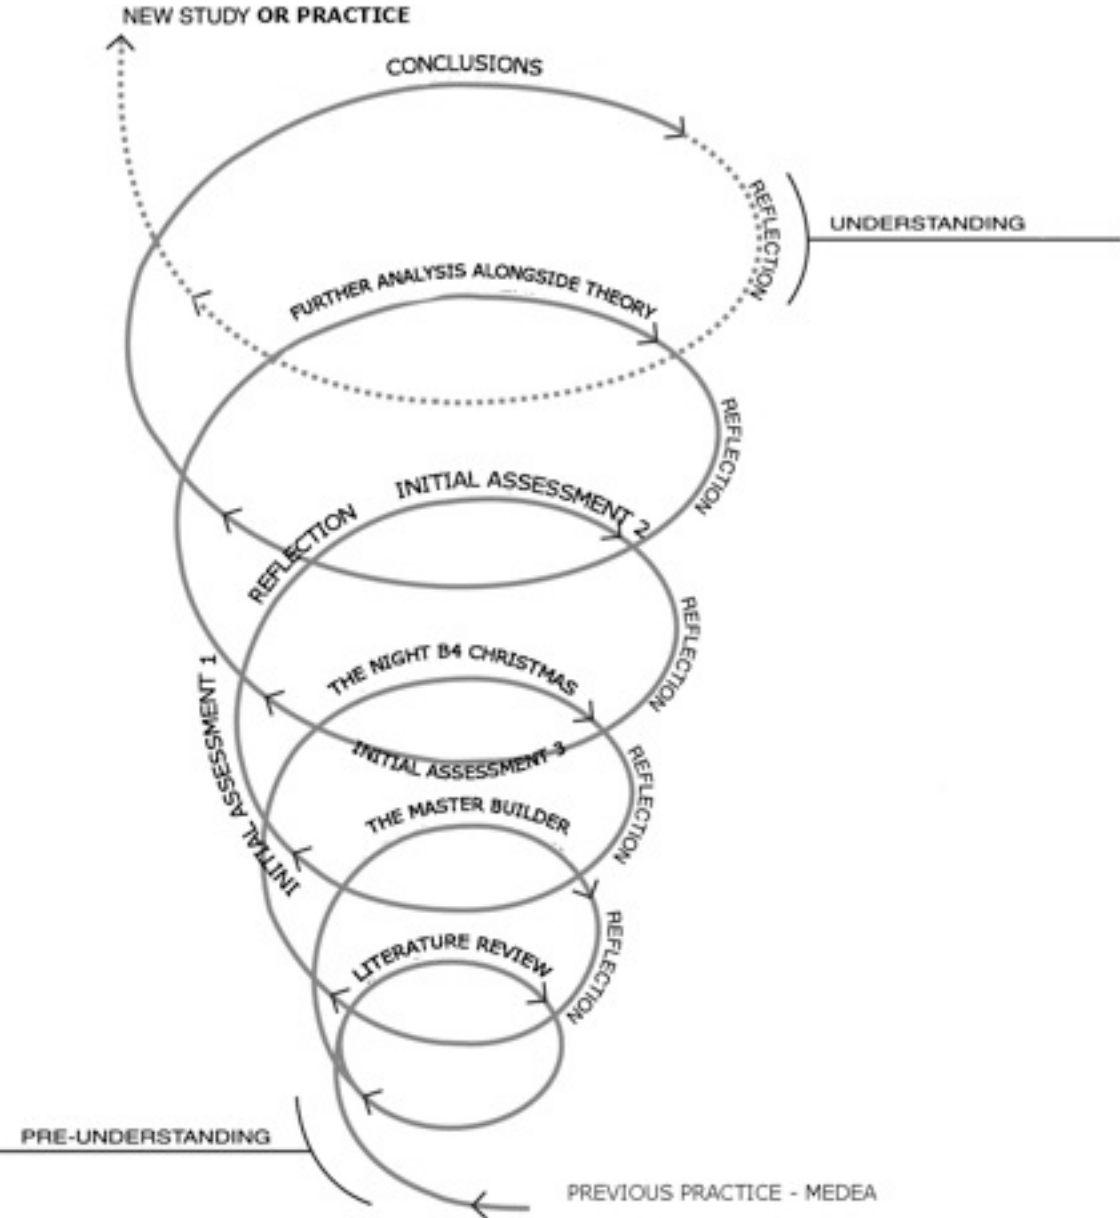 NEW STUDY OR PRACTICE
CONCLUSIONS
REFLECTION
UNDERSTANDING
FURTHER ANALYSIS ALONGSIDE THEORY
REFLECTION
INITIAL ASSESSMENT 2
REFLECTION
REFLECTION
THE NIGHT B4 CHRISTMAS
INITIAL ASSESSMENT 1
INITIAL ASSESSMENT 3
REFLECTION
THE MASTER BUILDER
REFLECTION
LITERATURE REVIEW
PRE-UNDERSTANDING
PREVIOUS PRACTICE - MEDEA